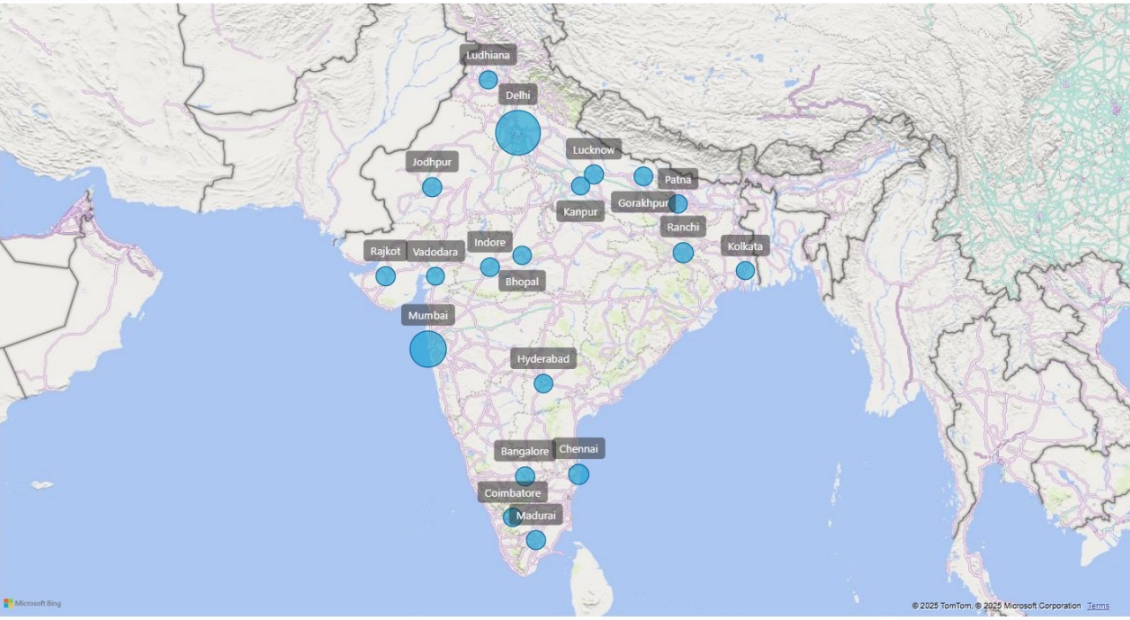 Ludhiana
Delhi
Lucknow
Jodhpur
Patna
Gorakhpur
Kanpur
Ranchi
Kolkata
Indore
Rajkot
Vadodara
Bhopal
Mumbai
Hyderabad
Bangalore
Chennai
Coimbatore
Madurai
Microsoft Bing
© 2025 TomTom, © 2025 Microsoft Corporation Terms